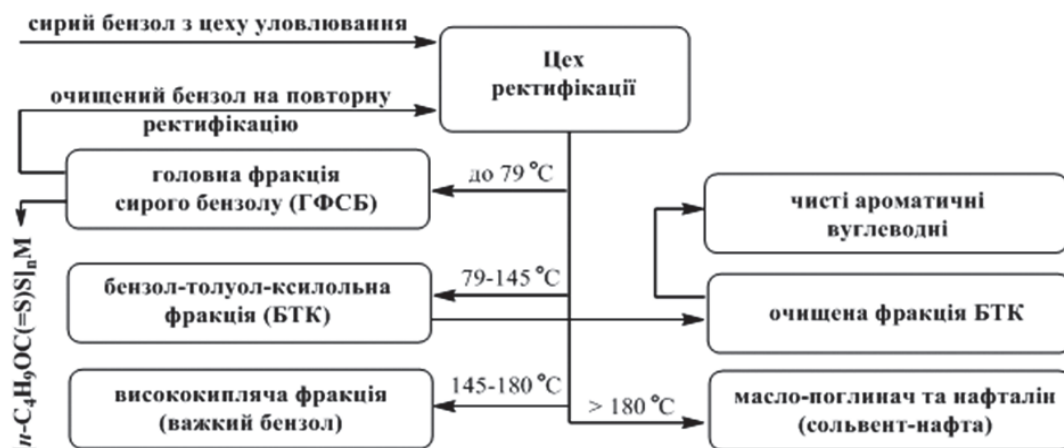 сирий бензол з цеху уловлювання
Цех
ректифікації
очищений бензол на повторну
ректифікацію
головна фракція
сирого бензолу (ГФСБ)
до 79 °С
чисті ароматичні
вуглеводні
n-C₄H₉OC(=S)S]ₙM
бензол-толуол-ксилольна
фракція (БТК)
79-145 °С
очищена фракція БТК
висококипляча фракція
(важкий бензол)
145-180 °С
> 180 °С
масло-поглинач та нафталін
(сольвент-нафта)